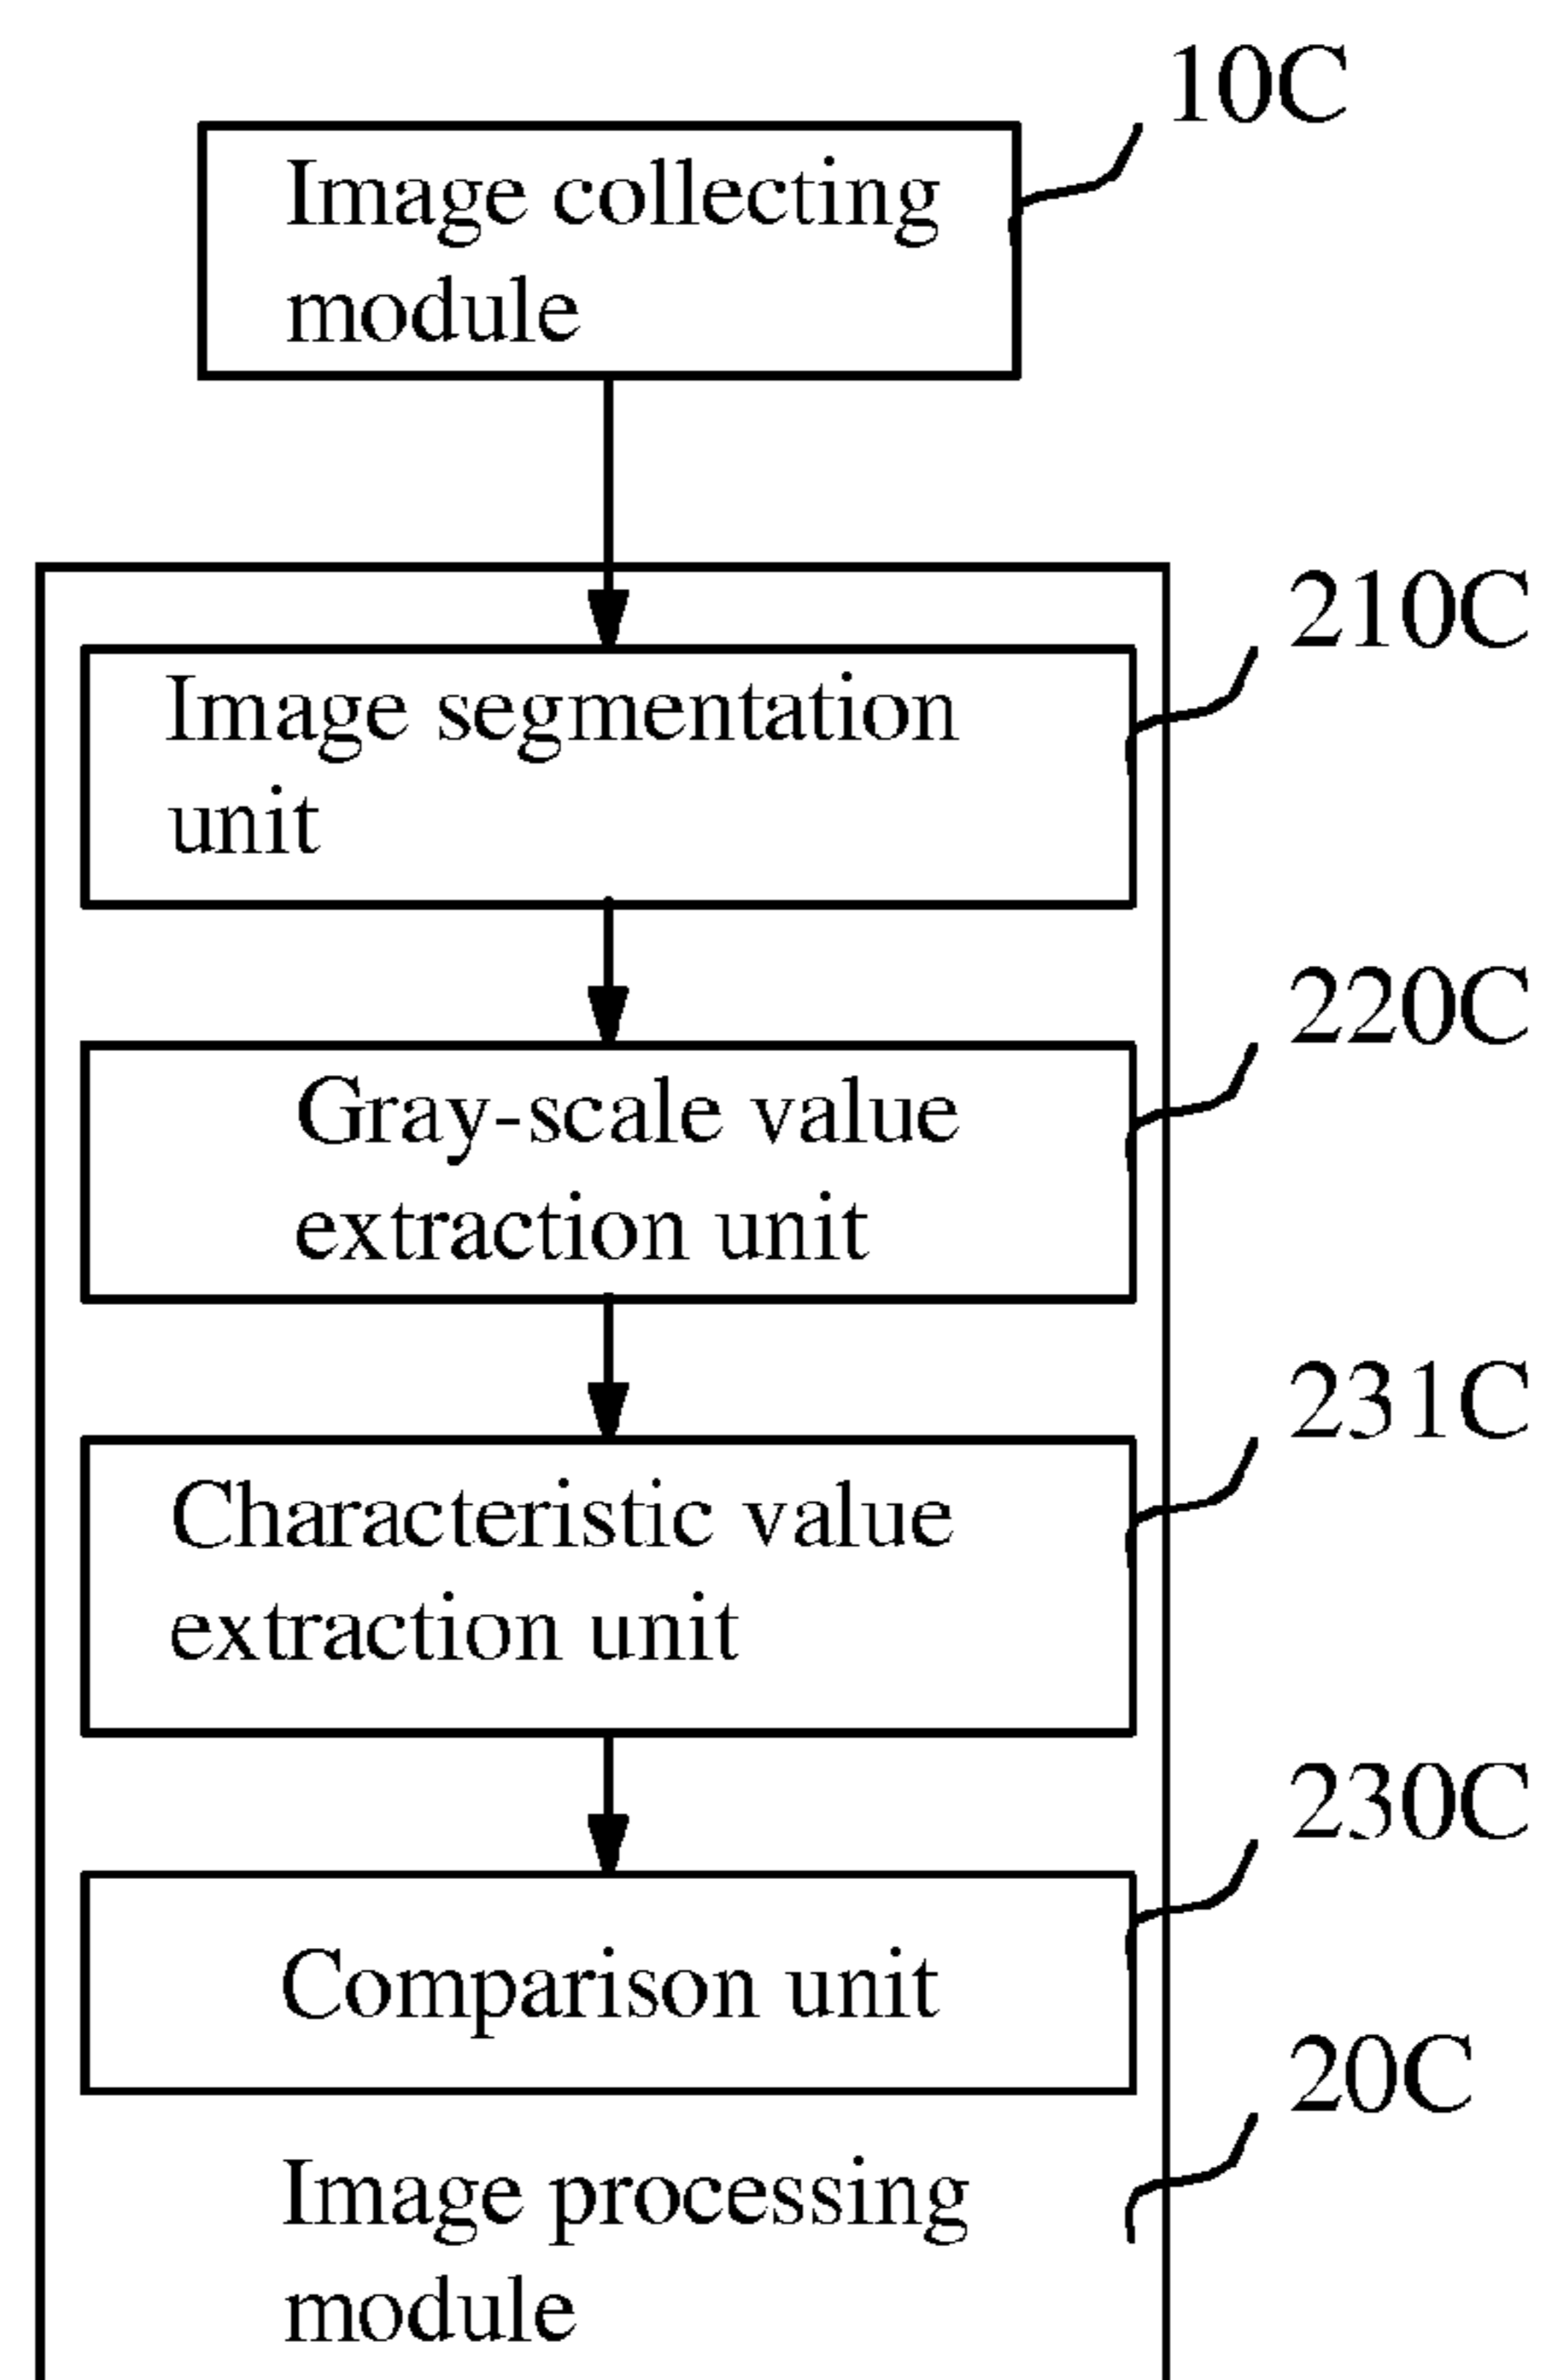 10C
Image collecting
module
210C
Image segmentation
unit
220C
Gray-scale value
extraction unit
231C
Characteristic value
extraction unit
230C
Comparison unit
20C
Image processing
module